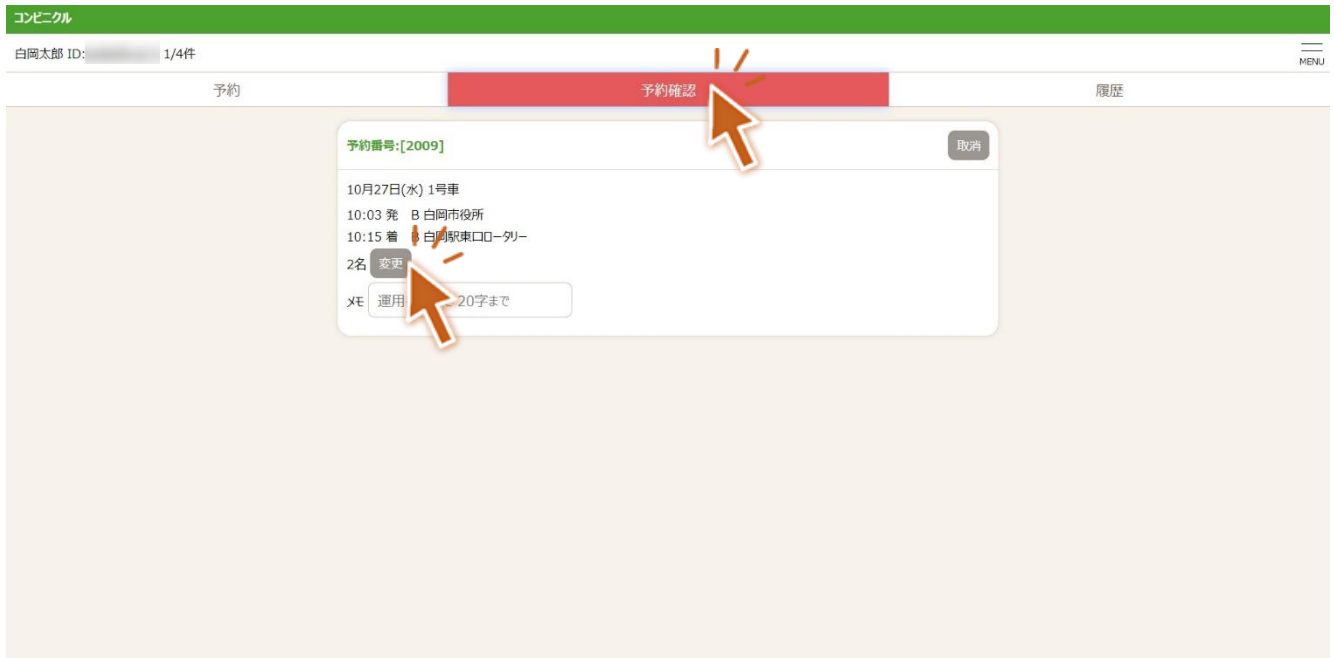 コンビニクル
白岡太郎 ID: 1/4件
MENU
予約 予約確認 履歴
予約番号:[2009] 取消
10月27日(水) 1号車
10:03 発 B 白岡市役所
10:15 着 B 白岡駅東口ロータリー
2名 変更
メモ 運用 20字まで